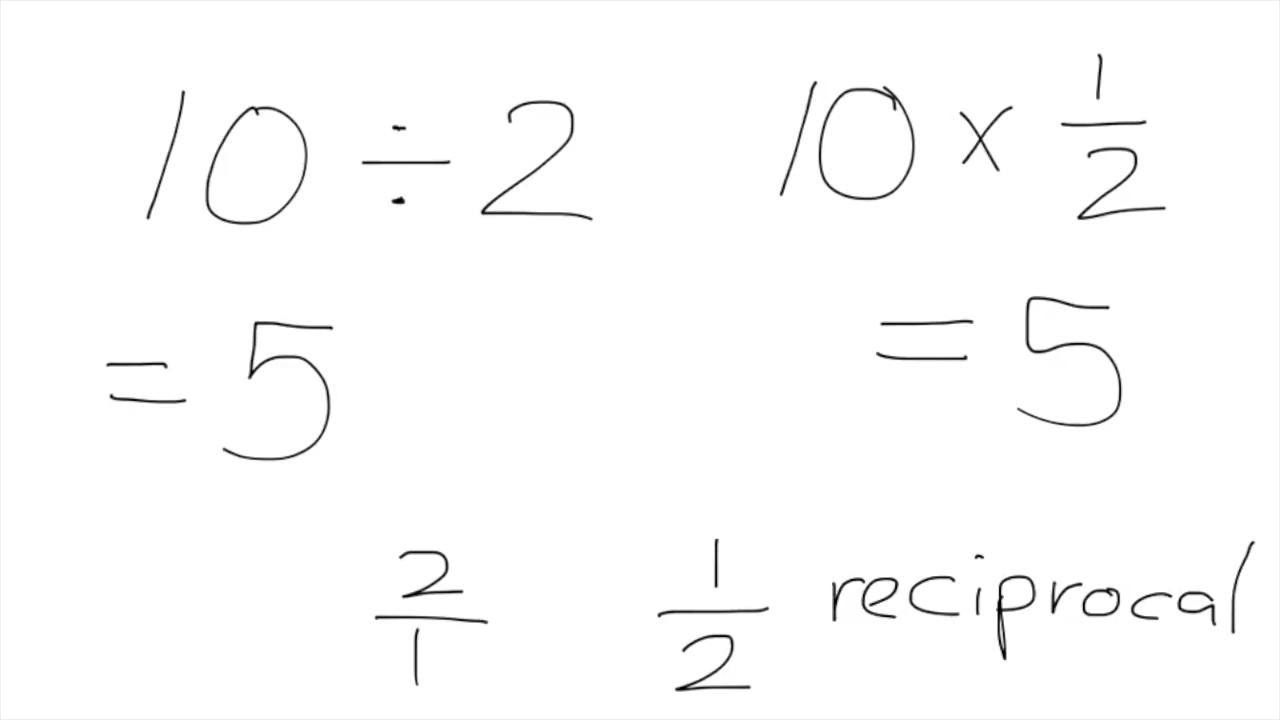 10 ÷ 2
= 5
10 × 1/2
= 5
2/1 1/2 reciprocal